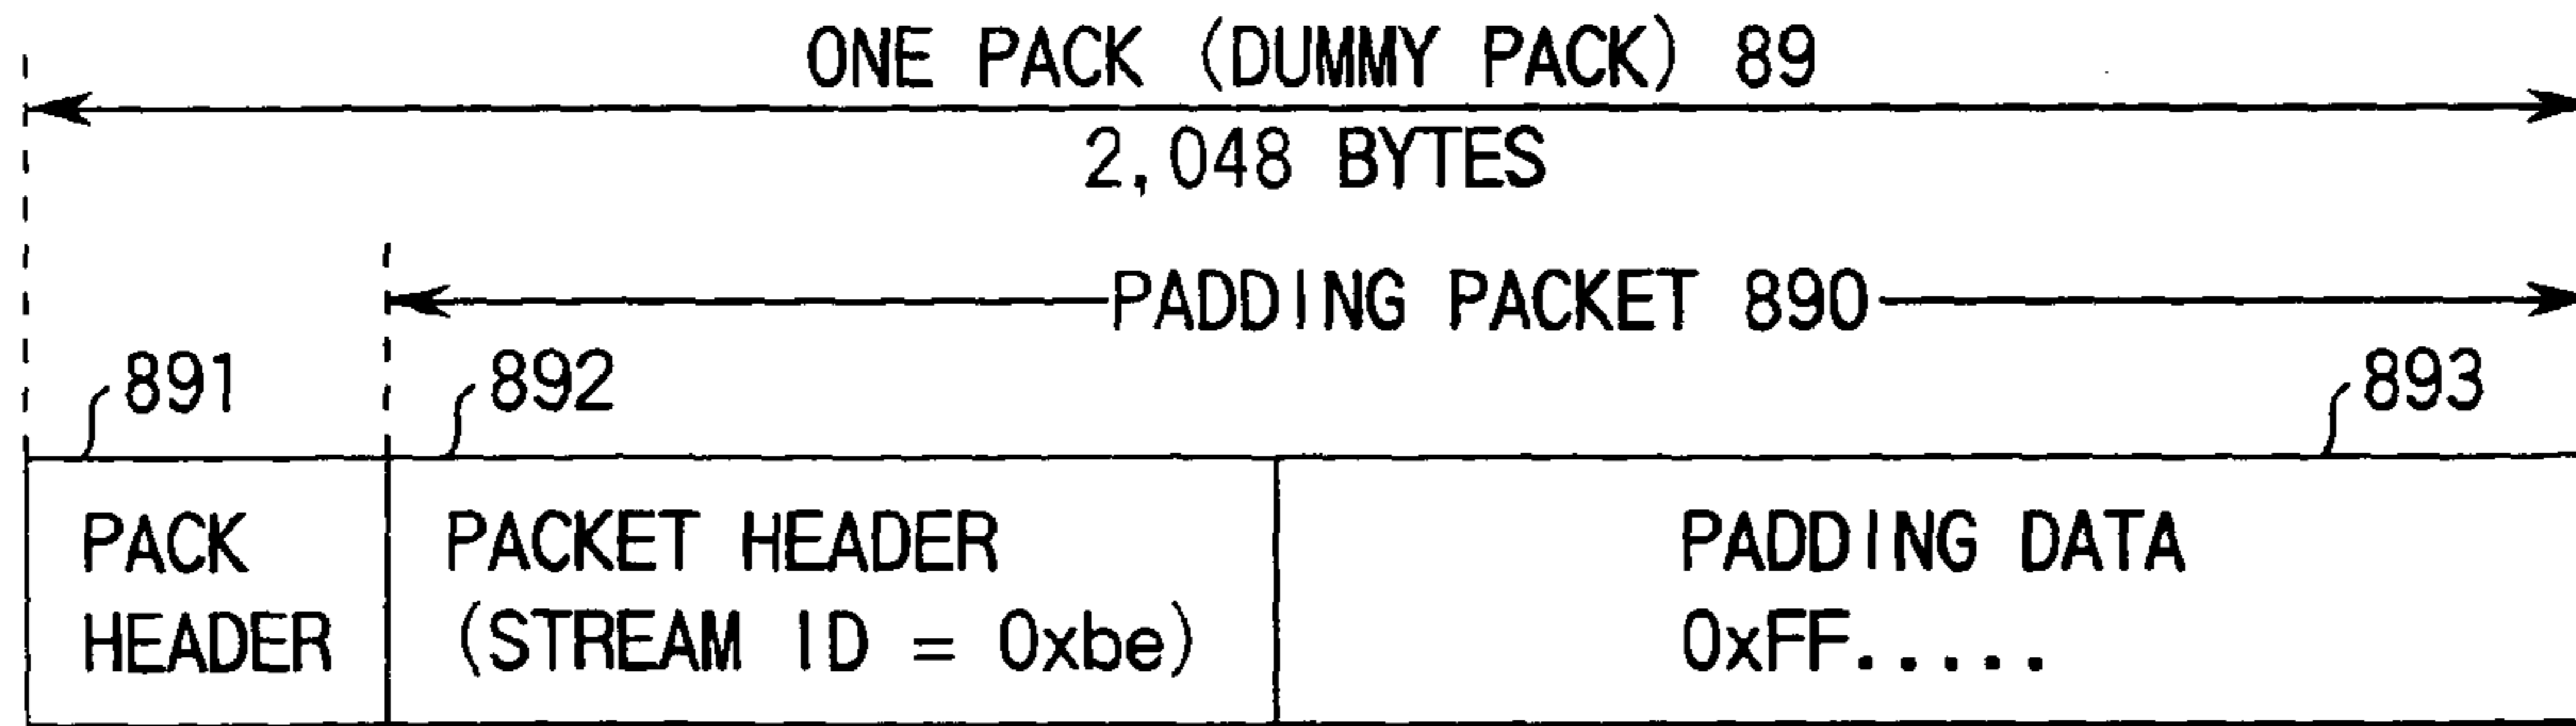 ONE PACK (DUMMY PACK) 89
2,048 BYTES
PADDING PACKET 890
891
892
893
PACK
HEADER
PACKET HEADER
(STREAM ID = 0xbe)
PADDING DATA
0xFF.....